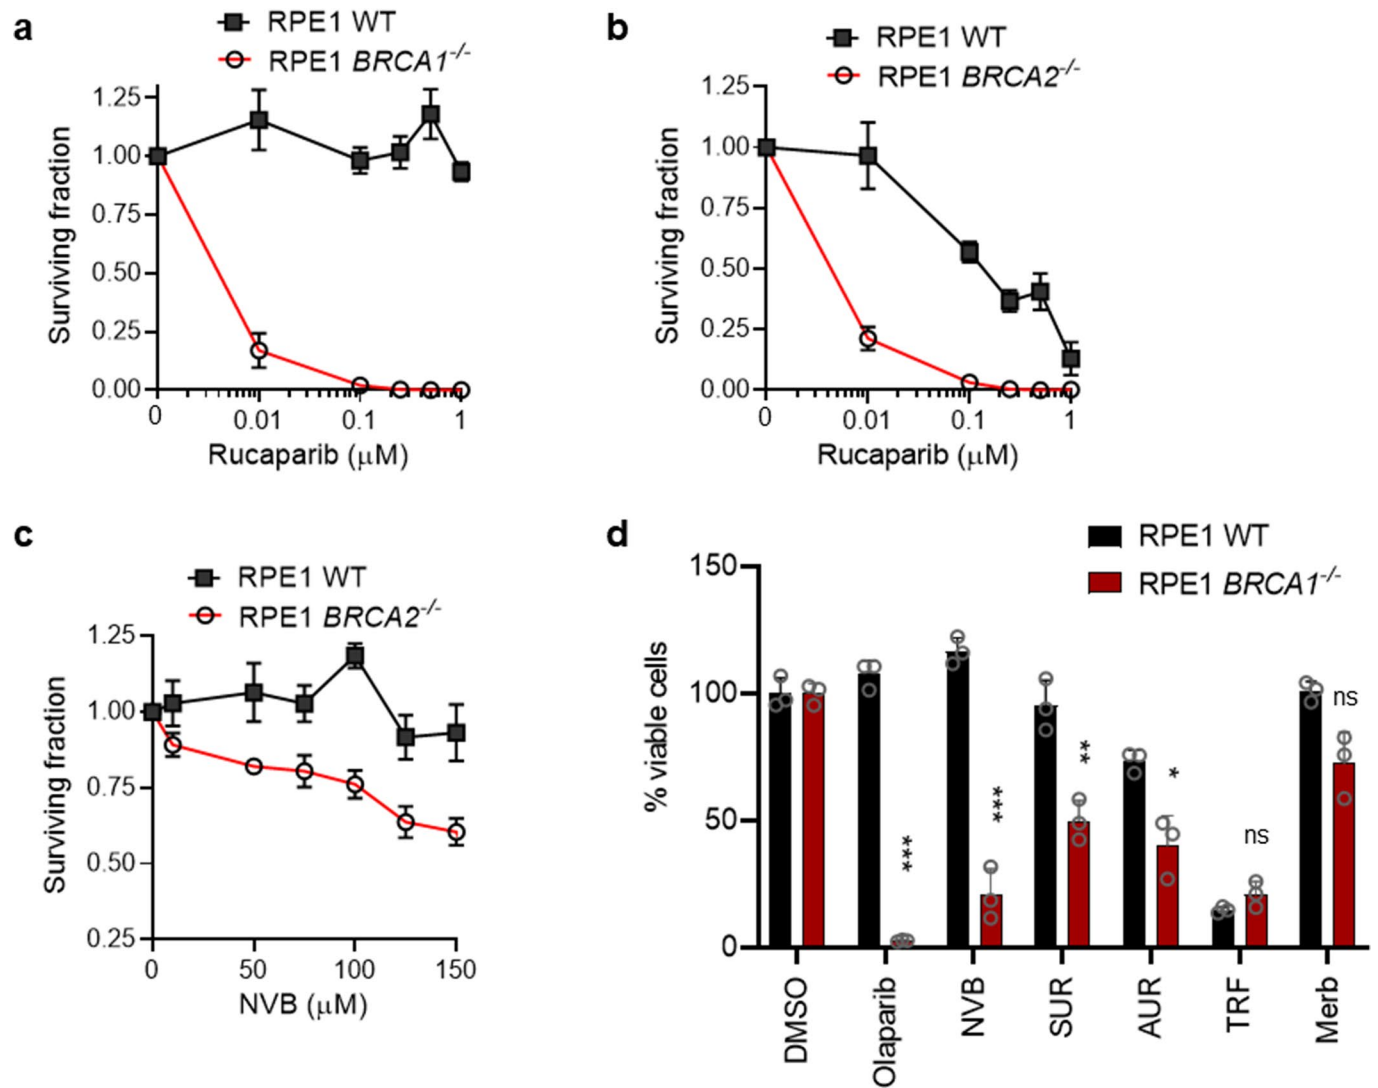 a
RPE1 WT
RPE1 BRCA1-/-
1.25
1.00
0.75
0.50
0.25
0.00
Surviving fraction
0 0.01 0.1 1
Rucaparib (μM)
b
RPE1 WT
RPE1 BRCA2-/-
1.25
1.00
0.75
0.50
0.25
0.00
Surviving fraction
0 0.01 0.1 1
Rucaparib (μM)
c
RPE1 WT
RPE1 BRCA2-/-
1.25
1.00
0.75
0.50
0.25
Surviving fraction
0 50 100 150
NVB (μM)
d
RPE1 WT
RPE1 BRCA1-/-
150
100
50
0
% viable cells
***
***
**
*
ns
ns
DMSO
Olaparib
NVB
SUR
AUR
TRF
Merb